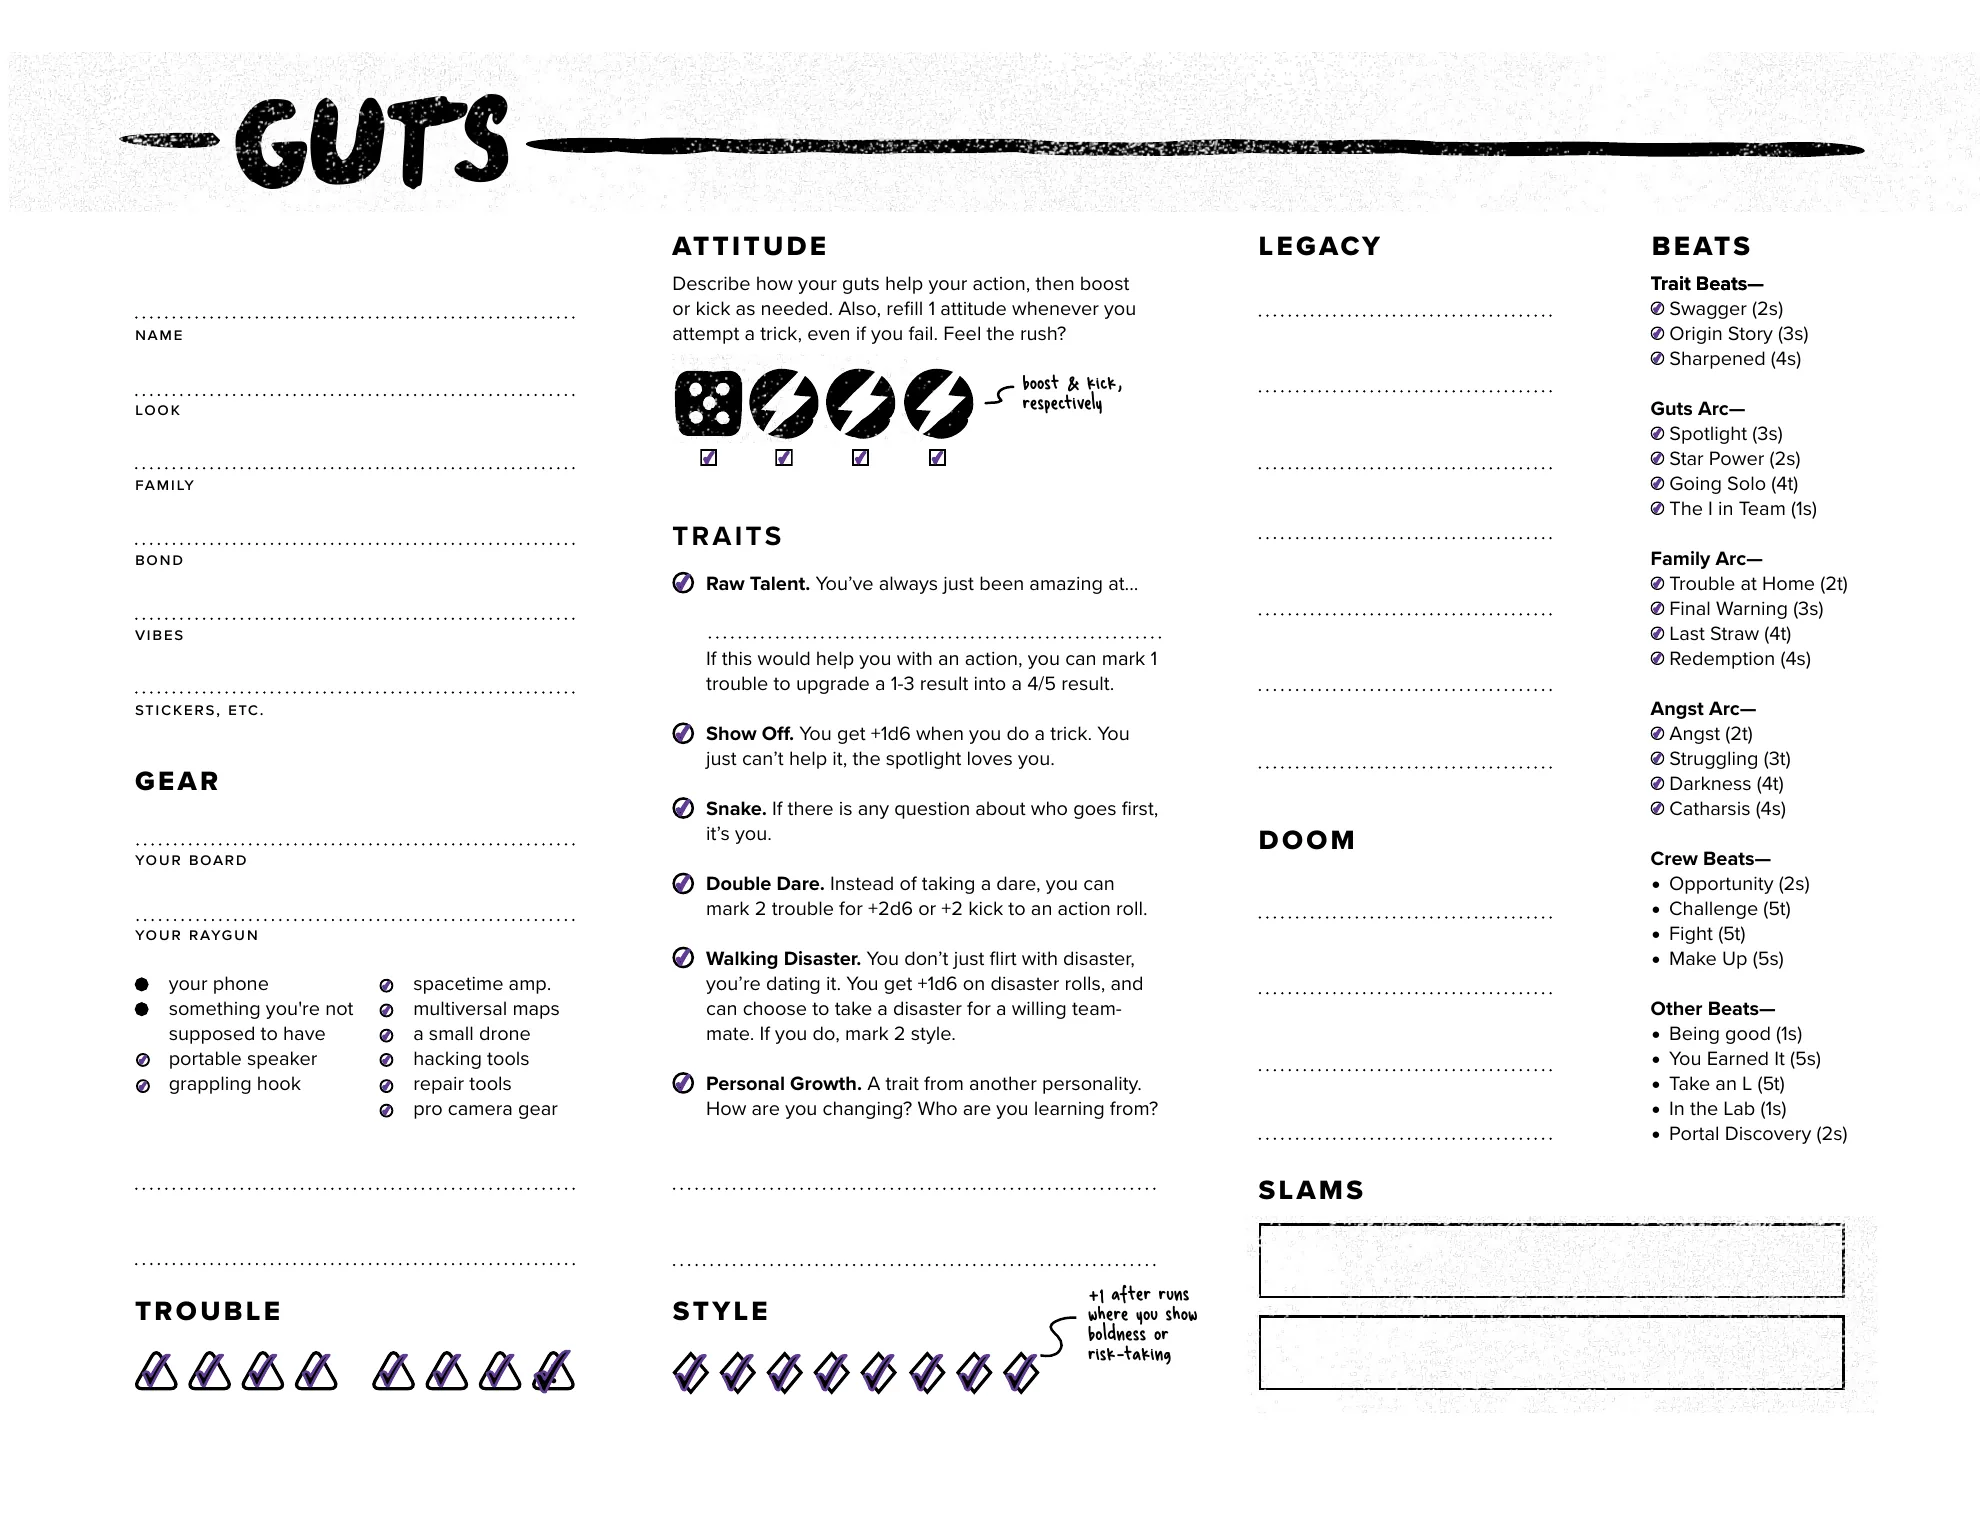 GUTS
NAME
LOOK
FAMILY
BOND
VIBES
STICKERS, ETC.
GEAR
YOUR BOARD
YOUR RAYGUN
your phone
something you're not
supposed to have
portable speaker
grappling hook
spacetime amp.
multiversal maps
a small drone
hacking tools
repair tools
pro camera gear
TROUBLE
ATTITUDE
Describe how your guts help your action, then boost
or kick as needed. Also, refill 1 attitude whenever you
attempt a trick, even if you fail. Feel the rush?
boost & kick,
respectively
TRAITS
Raw Talent. You’ve always just been amazing at...
If this would help you with an action, you can mark 1
trouble to upgrade a 1-3 result into a 4/5 result.
Show Off. You get +1d6 when you do a trick. You
just can’t help it, the spotlight loves you.
Snake. If there is any question about who goes first,
it’s you.
Double Dare. Instead of taking a dare, you can
mark 2 trouble for +2d6 or +2 kick to an action roll.
Walking Disaster. You don’t just flirt with disaster,
you’re dating it. You get +1d6 on disaster rolls, and
can choose to take a disaster for a willing team-
mate. If you do, mark 2 style.
Personal Growth. A trait from another personality.
How are you changing? Who are you learning from?
STYLE
+1 after runs
where you show
boldness or
risk-taking
LEGACY
DOOM
SLAMS
BEATS
Trait Beats—
Swagger (2s)
Origin Story (3s)
Sharpened (4s)
Guts Arc—
Spotlight (3s)
Star Power (2s)
Going Solo (4t)
The I in Team (1s)
Family Arc—
Trouble at Home (2t)
Final Warning (3s)
Last Straw (4t)
Redemption (4s)
Angst Arc—
Angst (2t)
Struggling (3t)
Darkness (4t)
Catharsis (4s)
Crew Beats—
• Opportunity (2s)
• Challenge (5t)
• Fight (5t)
• Make Up (5s)
Other Beats—
• Being good (1s)
• You Earned It (5s)
• Take an L (5t)
• In the Lab (1s)
• Portal Discovery (2s)